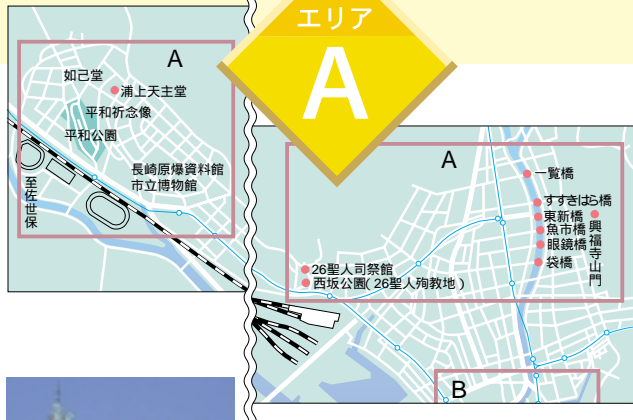 エリア
A
A
如己堂
浦上天主堂
平和祈念像
平和公園
長崎原爆資料館
市立博物館
至佐世保
A
一覧橋
すすきはら橋
東新橋
魚市橋
眼鏡橋
袋橋
興福寺山門
26聖人司祭館
西坂公園(26聖人殉教地)
B